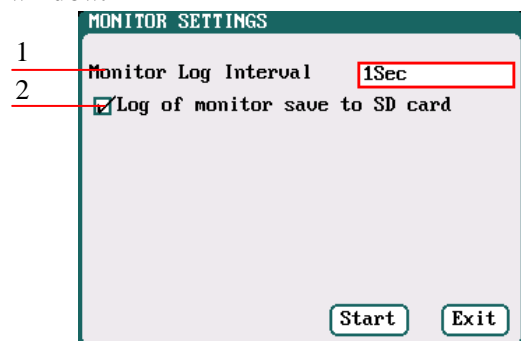 MONITOR SETTINGS
1
Monitor Log Interval 1Sec
2
Log of monitor save to SD card
Start Exit